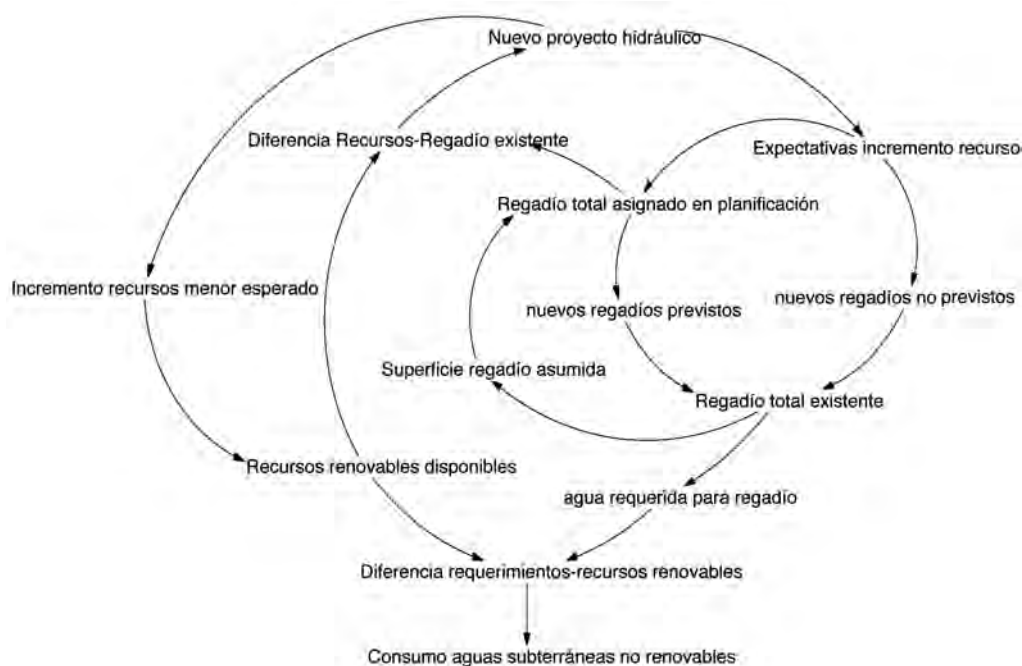 Nuevo proyecto hidráulico
Diferencia Recursos-Regadío existente
Expectativas incremento recurso
Regadío total asignado en planificación
Incremento recursos menor esperado
nuevos regadíos previstos
nuevos regadíos no previstos
Superficie regadío asumida
Regadío total existente
Recursos renovables disponibles
agua requerida para regadío
Diferencia requerimientos-recursos renovables
Consumo aguas subterráneas no renovables